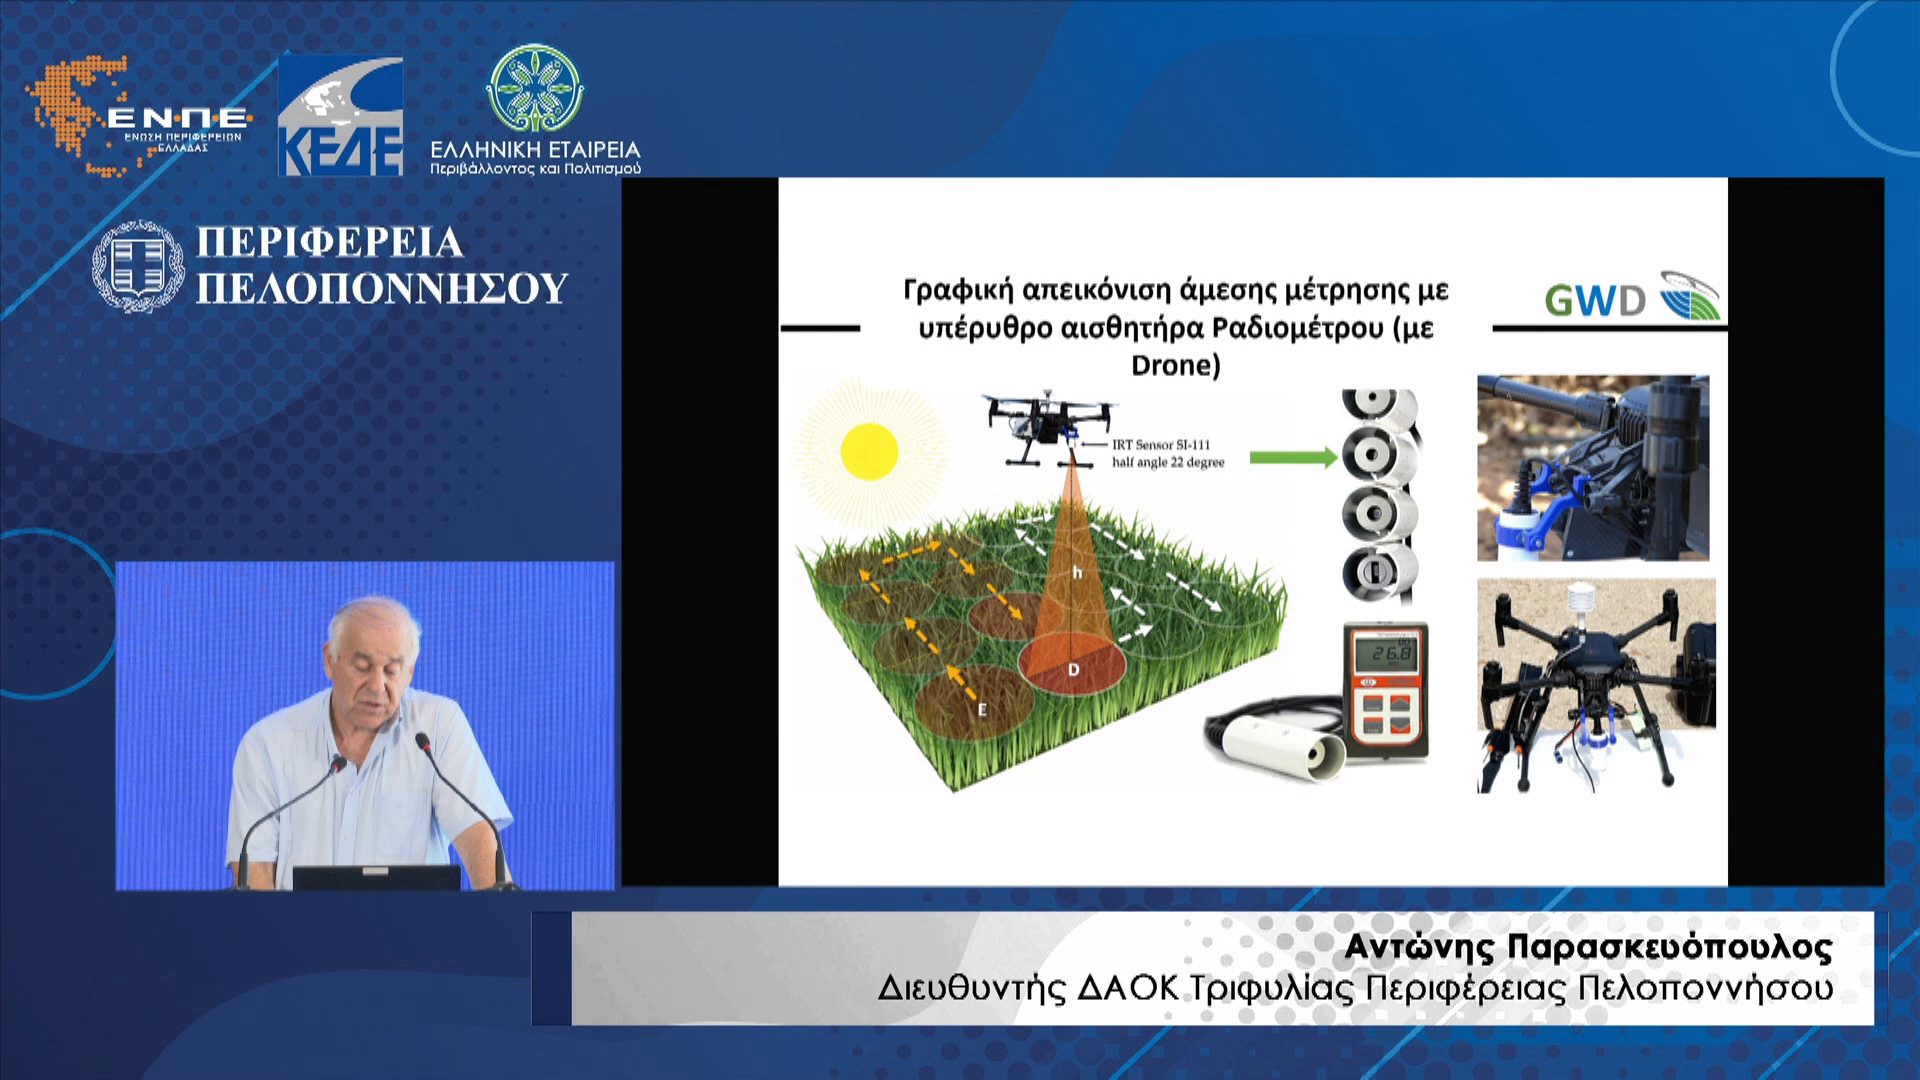 ΕΝΠΕ
ΕΝΩΣΗ ΠΕΡΙΦΕΡΕΙΩΝ
ΕΛΛΑΔΑΣ
ΚΕΔΕ
ΕΛΛΗΝΙΚΗ ΕΤΑΙΡΕΙΑ
Περιβάλλοντος και Πολιτισμού
ΠΕΡΙΦΕΡΕΙΑ
ΠΕΛΟΠΟΝΝΗΣΟΥ
Γραφική απεικόνιση άμεσης μέτρησης με
υπέρυθρο αισθητήρα Ραδιομέτρου (με
Drone)
GWD
IRT Sensor SI-111
half angle 22 degree
h
D
E
26.8
Αντώνης Παρασκευόπουλος
Διευθυντής ΔΑΟΚ Τριφυλίας Περιφέρειας Πελοποννήσου